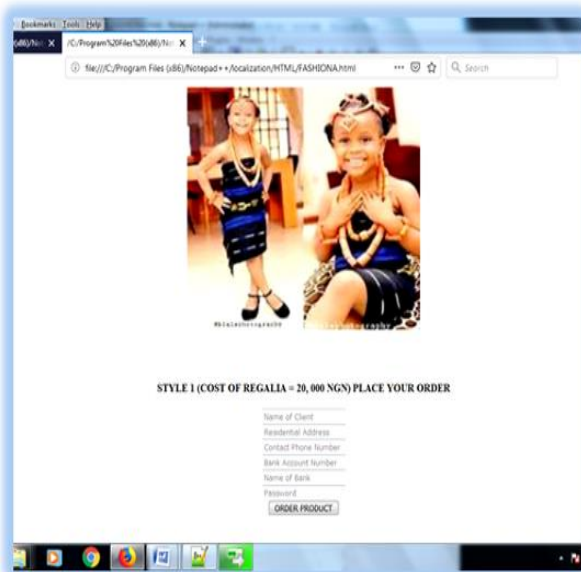 Bookmarks Tools Help
/C:/Program%20Files%20(x86)/Not
file:///C:/Program Files (x86)/Notepad++/localization/HTML/FASHIONA.html
Search
STYLE 1 (COST OF REGALIA = 20, 000 NGN) PLACE YOUR ORDER
Name of Client
Residential Address
Contact Phone Number
Bank Account Number
Name of Bank
Password
ORDER PRODUCT